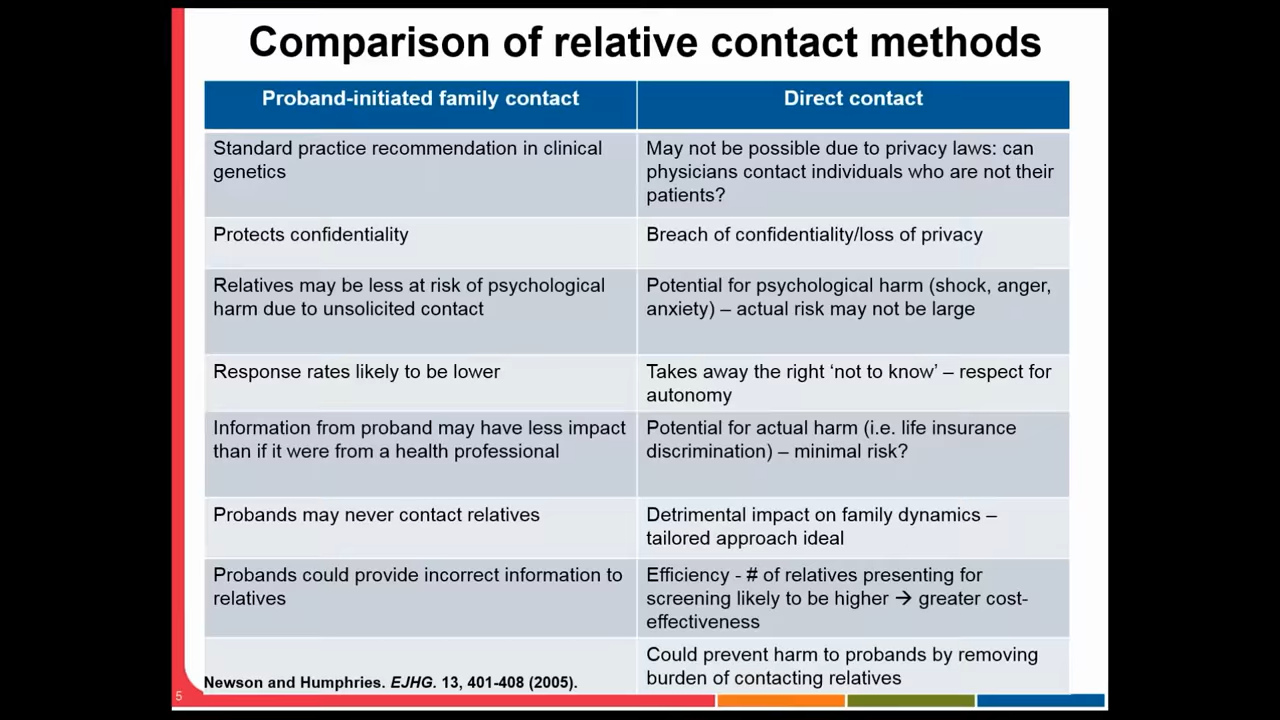 Comparison of relative contact methods
Proband-initiated family contact
Direct contact
Standard practice recommendation in clinical
genetics
May not be possible due to privacy laws: can
physicians contact individuals who are not their
patients?
Protects confidentiality
Breach of confidentiality/loss of privacy
Relatives may be less at risk of psychological
harm due to unsolicited contact
Potential for psychological harm (shock, anger,
anxiety) – actual risk may not be large
Response rates likely to be lower
Takes away the right ‘not to know’ – respect for
autonomy
Information from proband may have less impact
than if it were from a health professional
Potential for actual harm (i.e. life insurance
discrimination) – minimal risk?
Probands may never contact relatives
Detrimental impact on family dynamics –
tailored approach ideal
Probands could provide incorrect information to
relatives
Efficiency - # of relatives presenting for
screening likely to be higher → greater cost-
effectiveness
Could prevent harm to probands by removing
burden of contacting relatives
Newson and Humphries. EJHG. 13, 401-408 (2005).
5